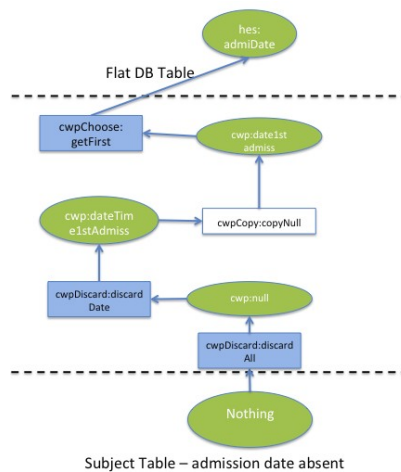 hes:
admiDate
Flat DB Table
cwpChoose:
getFirst
cwp:date1st
admiss
cwp:dateTim
e1stAdmiss
cwpCopy:copyNull
cwpDiscard:discard
Date
cwp:null
cwpDiscard:discard
All
Nothing
Subject Table – admission date absent